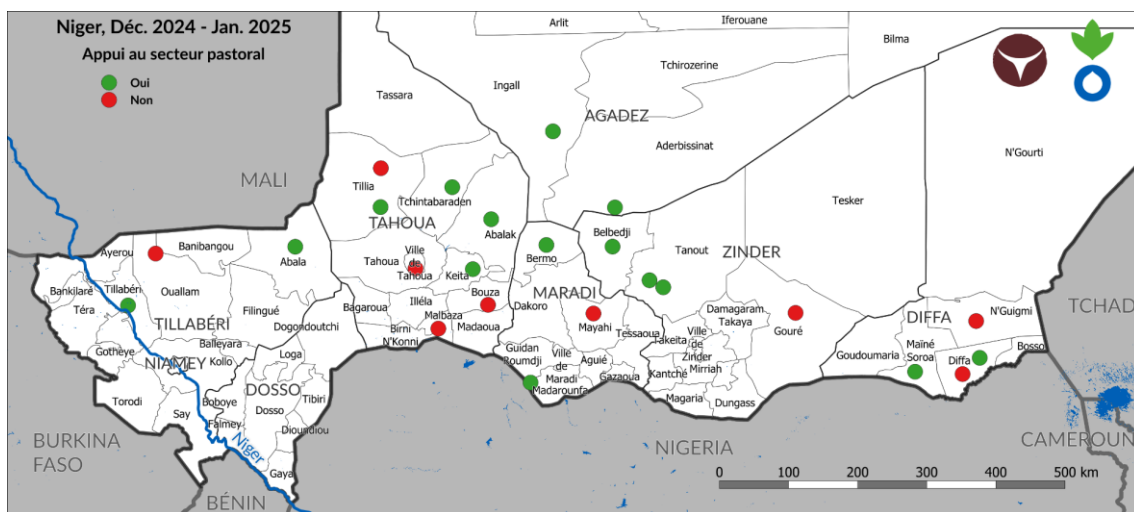 Niger, Déc. 2024 - Jan. 2025
Appui au secteur pastoral
Oui
Non
Arlit
Iferouane
Bilma
Tchirozerine
Ingall
Tassara
AGADEZ
Aderbissinat
N'Gourti
MALI
Tillia
Tchintabaraden
Tesker
TAHOUA
Abalak
Belbedji
Tanout
ZINDER
Ayerou
Banibangou
Abala
Tahoua
Ville
de
Tahoua
Keita
Bermo
Bankilaré
Tillabéri
Ouallam
Bouza
Dakoro
MARADI
TCHAD
Téra
Filingué
Bagaroua
Illéla
Malbaza
Mayahi
Damagaram
Takaya
Gouré
DIFFA
N'Guigmi
TILLABÉRI
Dogondoutchi
Birni
N'Konni
Madaoua
Tessaoua
Takeita
Ville
de
Zinder
Mirriah
Goudoumaria
Maïné
Soroa
Diffa
Bosso
Gotheye
Balleyara
NIAMEY
Kollo
Loga
Guidan
Roumdji
Ville
de
Maradi
Aguié
Gazaoua
Kantché
Madarounfa
Magaria
Dungass
Torodi
Say
DOSSO
Boboye
Tibiri
Dosso
Falmey
Dioundiou
BURKINA
FASO
Niger
Gaya
NIGERIA
CAMEROUN
BÉNIN
0 100 200 300 400 500 km